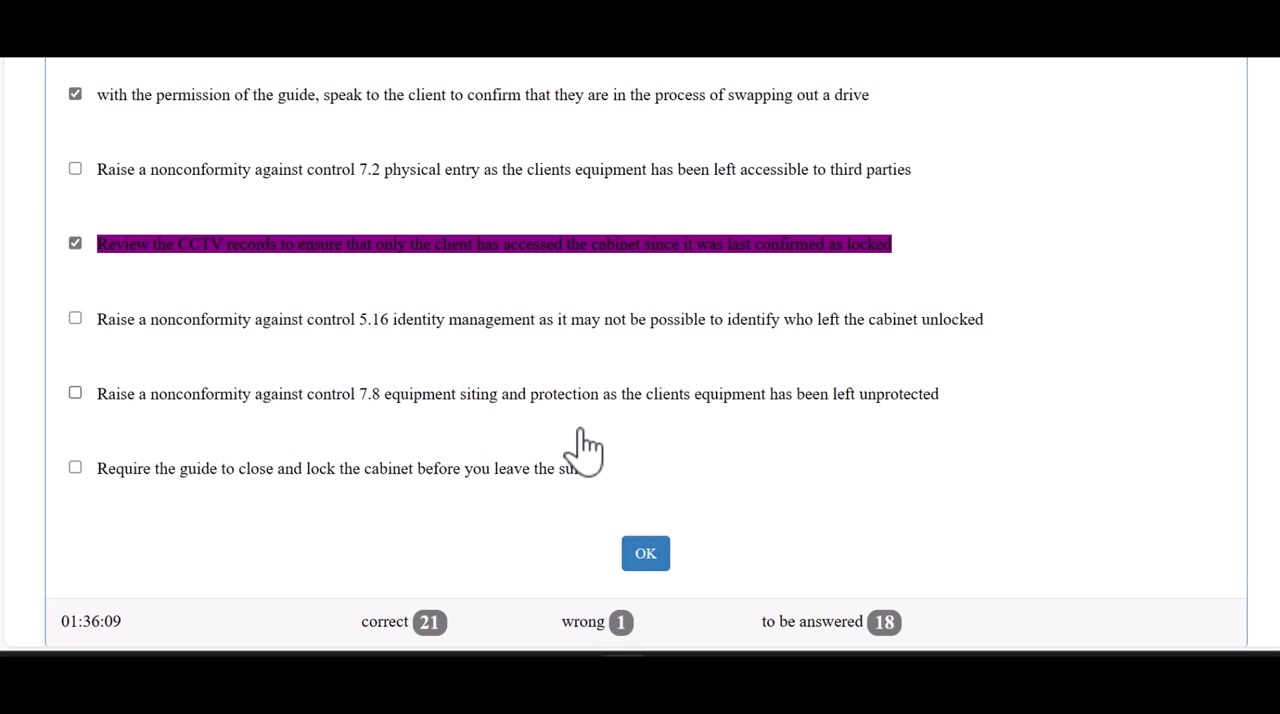 with the permission of the guide, speak to the client to confirm that they are in the process of swapping out a drive
Raise a nonconformity against control 7.2 physical entry as the clients equipment has been left accessible to third parties
Review the CCTV records to ensure that only the client has accessed the cabinet since it was last confirmed as locked
Raise a nonconformity against control 5.16 identity management as it may not be possible to identify who left the cabinet unlocked
Raise a nonconformity against control 7.8 equipment siting and protection as the clients equipment has been left unprotected
Require the guide to close and lock the cabinet before you leave the
OK
01:36:09 correct 21 wrong 1 to be answered 18